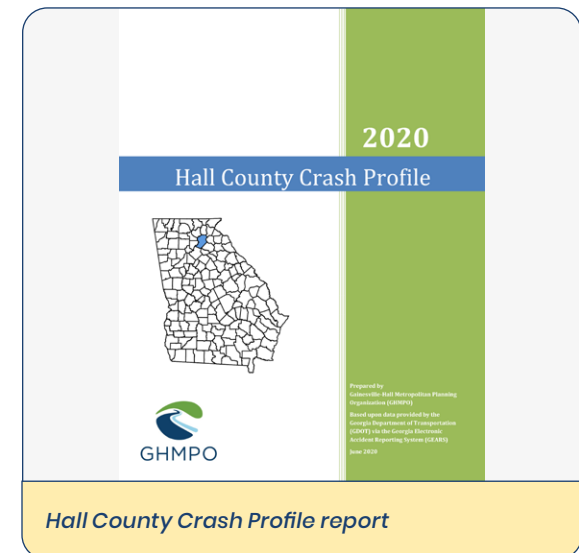 2020
Hall County Crash Profile
Prepared by
Gainesville-Hall Metropolitan Planning
Organization (GHMPO)
Based upon data provided by the
Georgia Department of Transportation
(GDOT) via the Georgia Electronic
Accident Reporting System (GEARS)
June 2020
GHMPO
Hall County Crash Profile report